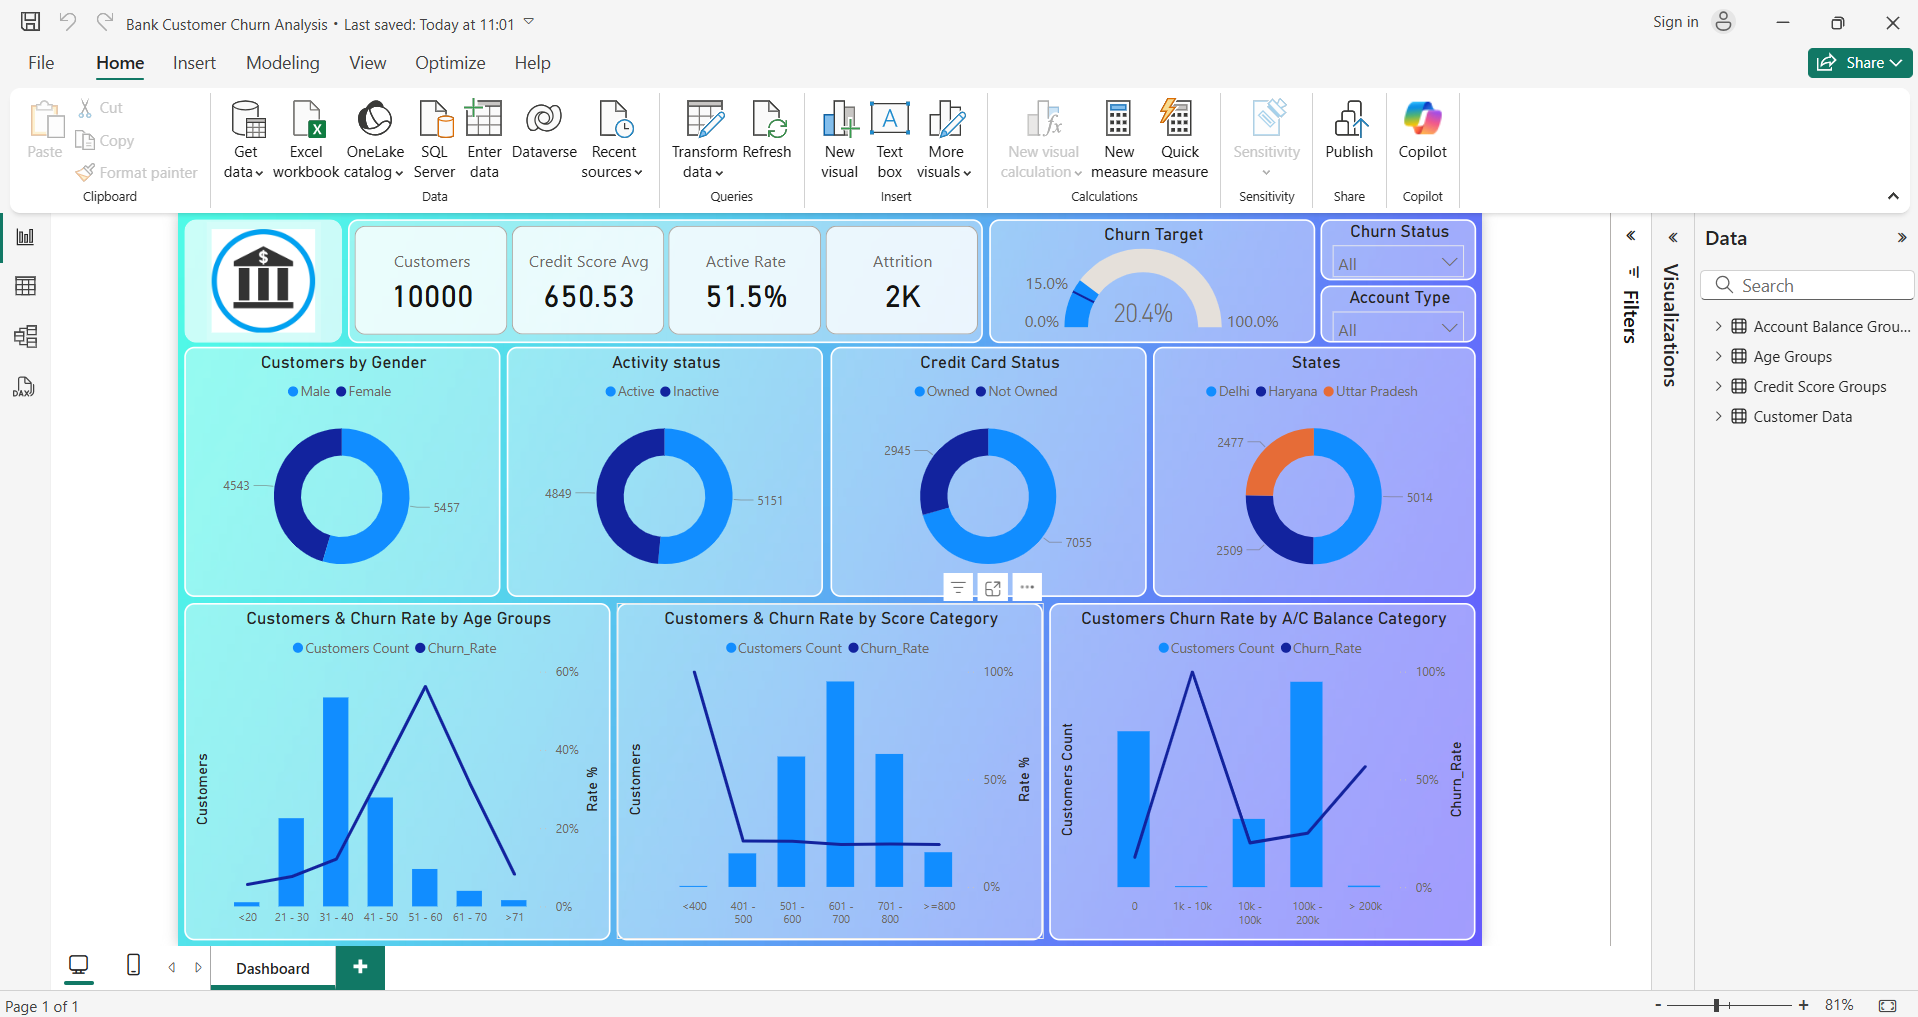 Bank Customer Churn Analysis • Last saved: Today at 11:01
Sign in
File Home Insert Modeling View Optimize Help
Share
Paste
Cut
Copy
Format painter
Clipboard
Get data
Excel workbook
OneLake catalog
SQL Server
Enter data
Dataverse
Recent sources
Data
Transform data
Refresh
Queries
New visual
Text box
More visuals
Insert
New visual calculation
New measure
Quick measure
Calculations
Sensitivity
Sensitivity
Publish
Share
Copilot
Copilot
DAX
$
Customers
10000
Credit Score Avg
650.53
Active Rate
51.5%
Attrition
2K
Churn Target
15.0%
0.0%
20.4%
100.0%
Churn Status
All
Account Type
All
Customers by Gender
Male Female
4543
5457
Activity status
Active Inactive
4849
5151
Credit Card Status
Owned Not Owned
2945
7055
States
Delhi Haryana Uttar Pradesh
2477
5014
2509
Customers & Churn Rate by Age Groups
Customers Count Churn_Rate
60%
40%
20%
0%
Customers
Rate %
<20 21 - 30 31 - 40 41 - 50 51 - 60 61 - 70 >71
Customers & Churn Rate by Score Category
Customers Count Churn_Rate
100%
50%
0%
Customers
Rate %
<400 401 - 500 501 - 600 601 - 700 701 - 800 >=800
Customers Churn Rate by A/C Balance Category
Customers Count Churn_Rate
100%
50%
0%
Customers Count
Churn_Rate
0 1k - 10k 10k - 100k 100k - 200k > 200k
Filters
Visualizations
Data
Search
Account Balance Grou...
Age Groups
Credit Score Groups
Customer Data
Dashboard
Page 1 of 1
- + 81%